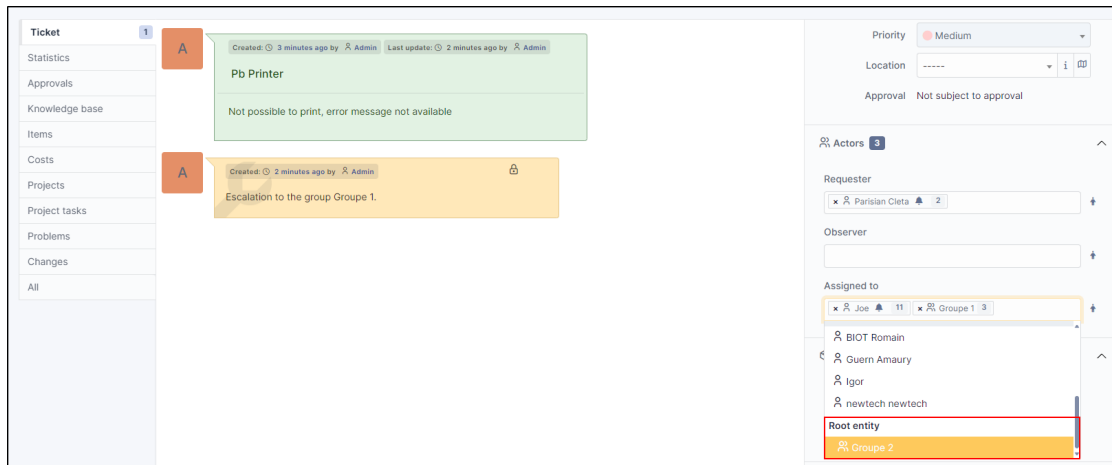 Ticket 1
Statistics
Approvals
Knowledge base
Items
Costs
Projects
Project tasks
Problems
Changes
All
A
Created: 3 minutes ago by Admin Last update: 2 minutes ago by Admin
Pb Printer
Not possible to print, error message not available
A
Created: 2 minutes ago by Admin
Escalation to the group Groupe 1.
Priority Medium
Location ----- i
Approval Not subject to approval
Actors 3
Requester
× Parisian Cleta 2
Observer
Assigned to
× Joe 11 × Groupe 1 3
BIOT Romain
Guern Amaury
Igor
newtech newtech
Root entity
Groupe 2